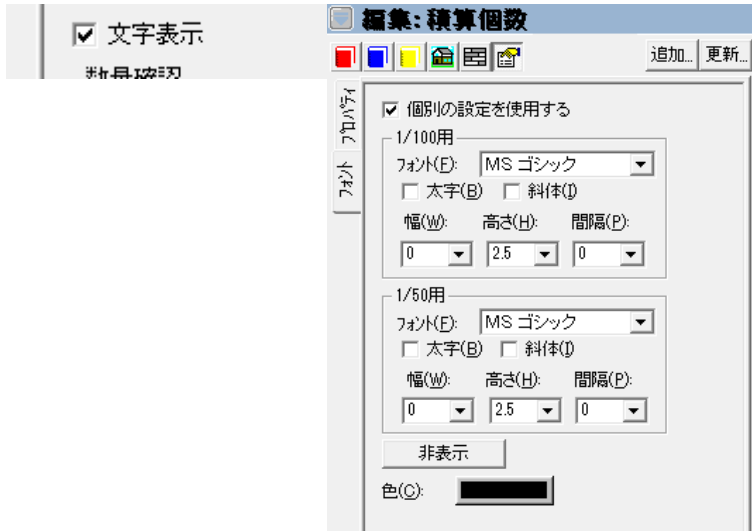 文字表示
数量確認
編集：積算個数
追加... 更新...
プロパティ
フォント
個別の設定を使用する
1/100用
フォント(F): MS ゴシック
太字(B) 斜体(I)
幅(W): 高さ(H): 間隔(P):
0 2.5 0
1/50用
フォント(F): MS ゴシック
太字(B) 斜体(I)
幅(W): 高さ(H): 間隔(P):
0 2.5 0
非表示
色(C):